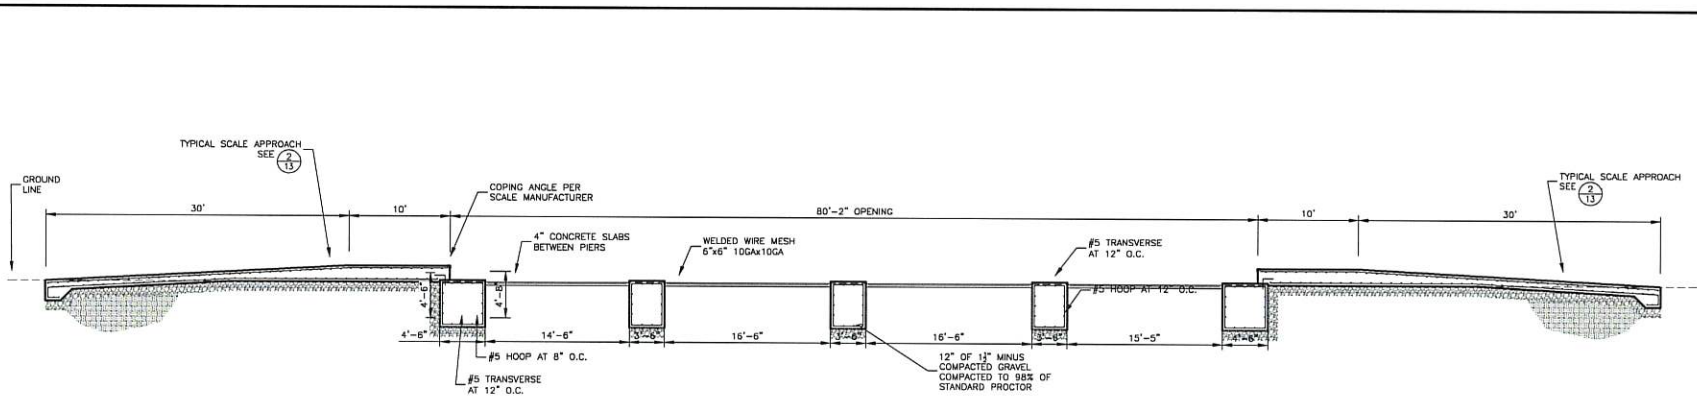 TYPICAL SCALE APPROACH
SEE 2
13
GROUND
LINE
COPING ANGLE PER
SCALE MANUFACTURER
TYPICAL SCALE APPROACH
SEE 2
13
30' 10' 80'-2" OPENING 10' 30'
4" CONCRETE SLABS
BETWEEN PIERS
WELDED WIRE MESH
6"x6" 10GAx10GA
#5 TRANSVERSE
AT 12" O.C.
4'-6"
4'-8"
#5 HOOP AT 12" O.C.
4'-6" 14'-6" 3'-6" 16'-6" 3'-6" 16'-6" 3'-6" 15'-5" 4'-6"
#5 HOOP AT 8" O.C.
#5 TRANSVERSE
AT 12" O.C.
12" OF 1½" MINUS
COMPACTED GRAVEL
COMPACTED TO 98% OF
STANDARD PROCTOR